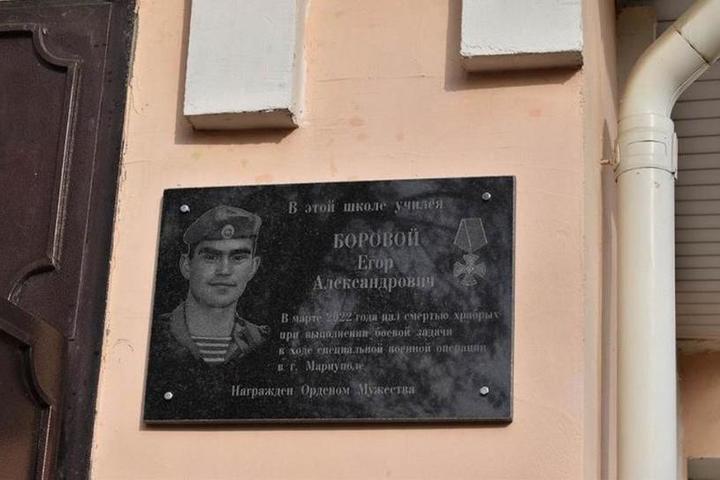 В этой школе учился
БОРОВОЙ
Егор
Александрович
В марте 2022 года пал смертью храбрых
при выполнении боевой задачи
в ходе специальной военной операции
в г. Мариуполе
Награжден Орденом Мужества